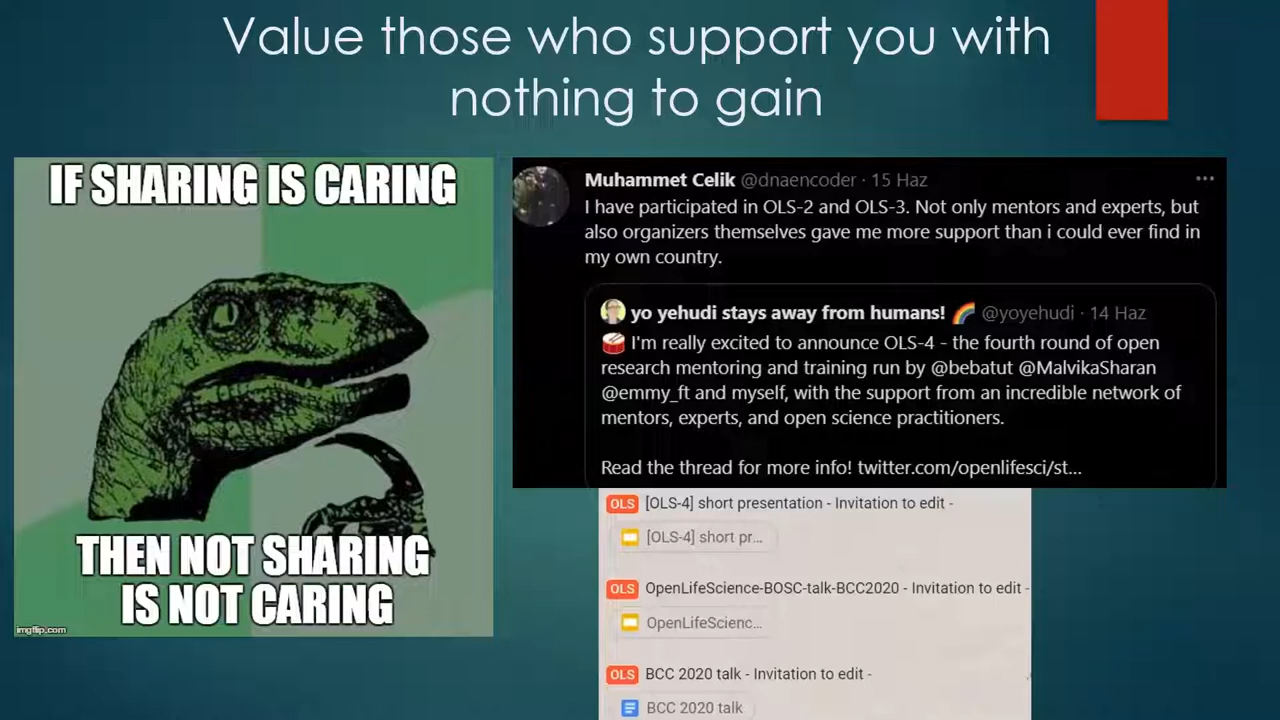 Value those who support you with
nothing to gain
IF SHARING IS CARING
THEN NOT SHARING
IS NOT CARING
imgflip.com
Muhammet Celik @dnaencoder · 15 Haz
I have participated in OLS-2 and OLS-3. Not only mentors and experts, but
also organizers themselves gave me more support than i could ever find in
my own country.
yo yehudi stays away from humans! 🌈 @yoyehudi · 14 Haz
🥁 I'm really excited to announce OLS-4 - the fourth round of open
research mentoring and training run by @bebatut @MalvikaSharan
@emmy_ft and myself, with the support from an incredible network of
mentors, experts, and open science practitioners.
Read the thread for more info! twitter.com/openlifesci/st...
OLS [OLS-4] short presentation - Invitation to edit -
[OLS-4] short pr...
OLS OpenLifeScience-BOSC-talk-BCC2020 - Invitation to edit -
OpenLifeScienc...
OLS BCC 2020 talk - Invitation to edit -
BCC 2020 talk